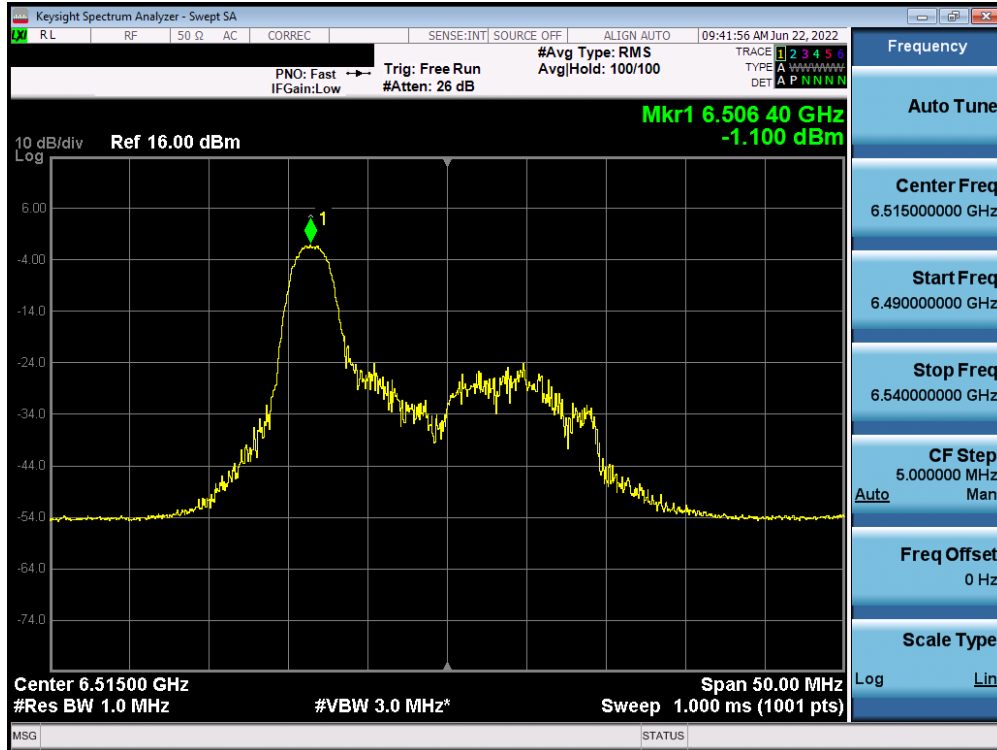 Keysight Spectrum Analyzer - Swept SA
LXI RL RF 50 Ω AC CORREC SENSE:INT SOURCE OFF ALIGN AUTO 09:41:56 AM Jun 22, 2022
PNO: Fast
IFGain:Low
Trig: Free Run
#Atten: 26 dB
#Avg Type: RMS
Avg|Hold: 100/100
TRACE 1 2 3 4 5 6
TYPE A WWWWW
DET A P N N N N
Mkr1 6.506 40 GHz
-1.100 dBm
10 dB/div
Log
Ref 16.00 dBm
1
6.00
-4.00
-14.0
-24.0
-34.0
-44.0
-54.0
-64.0
-74.0
Center 6.51500 GHz
Span 50.00 MHz
#Res BW 1.0 MHz
#VBW 3.0 MHz*
Sweep 1.000 ms (1001 pts)
MSG
STATUS
Frequency
Auto Tune
Center Freq
6.515000000 GHz
Start Freq
6.490000000 GHz
Stop Freq
6.540000000 GHz
CF Step
5.000000 MHz
Auto Man
Freq Offset
0 Hz
Scale Type
Log Lin